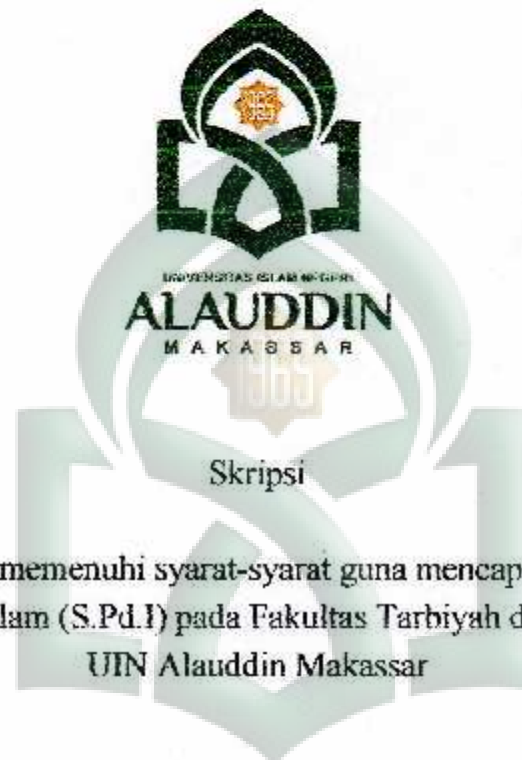 UNIVERSITAS ISLAM NEGERI
ALAUDDIN
MAKASSAR
1965
Skripsi
memenuhi syarat-syarat guna mencap
lam (S.Pd.I) pada Fakultas Tarbiyah d
UIN Alauddin Makassar